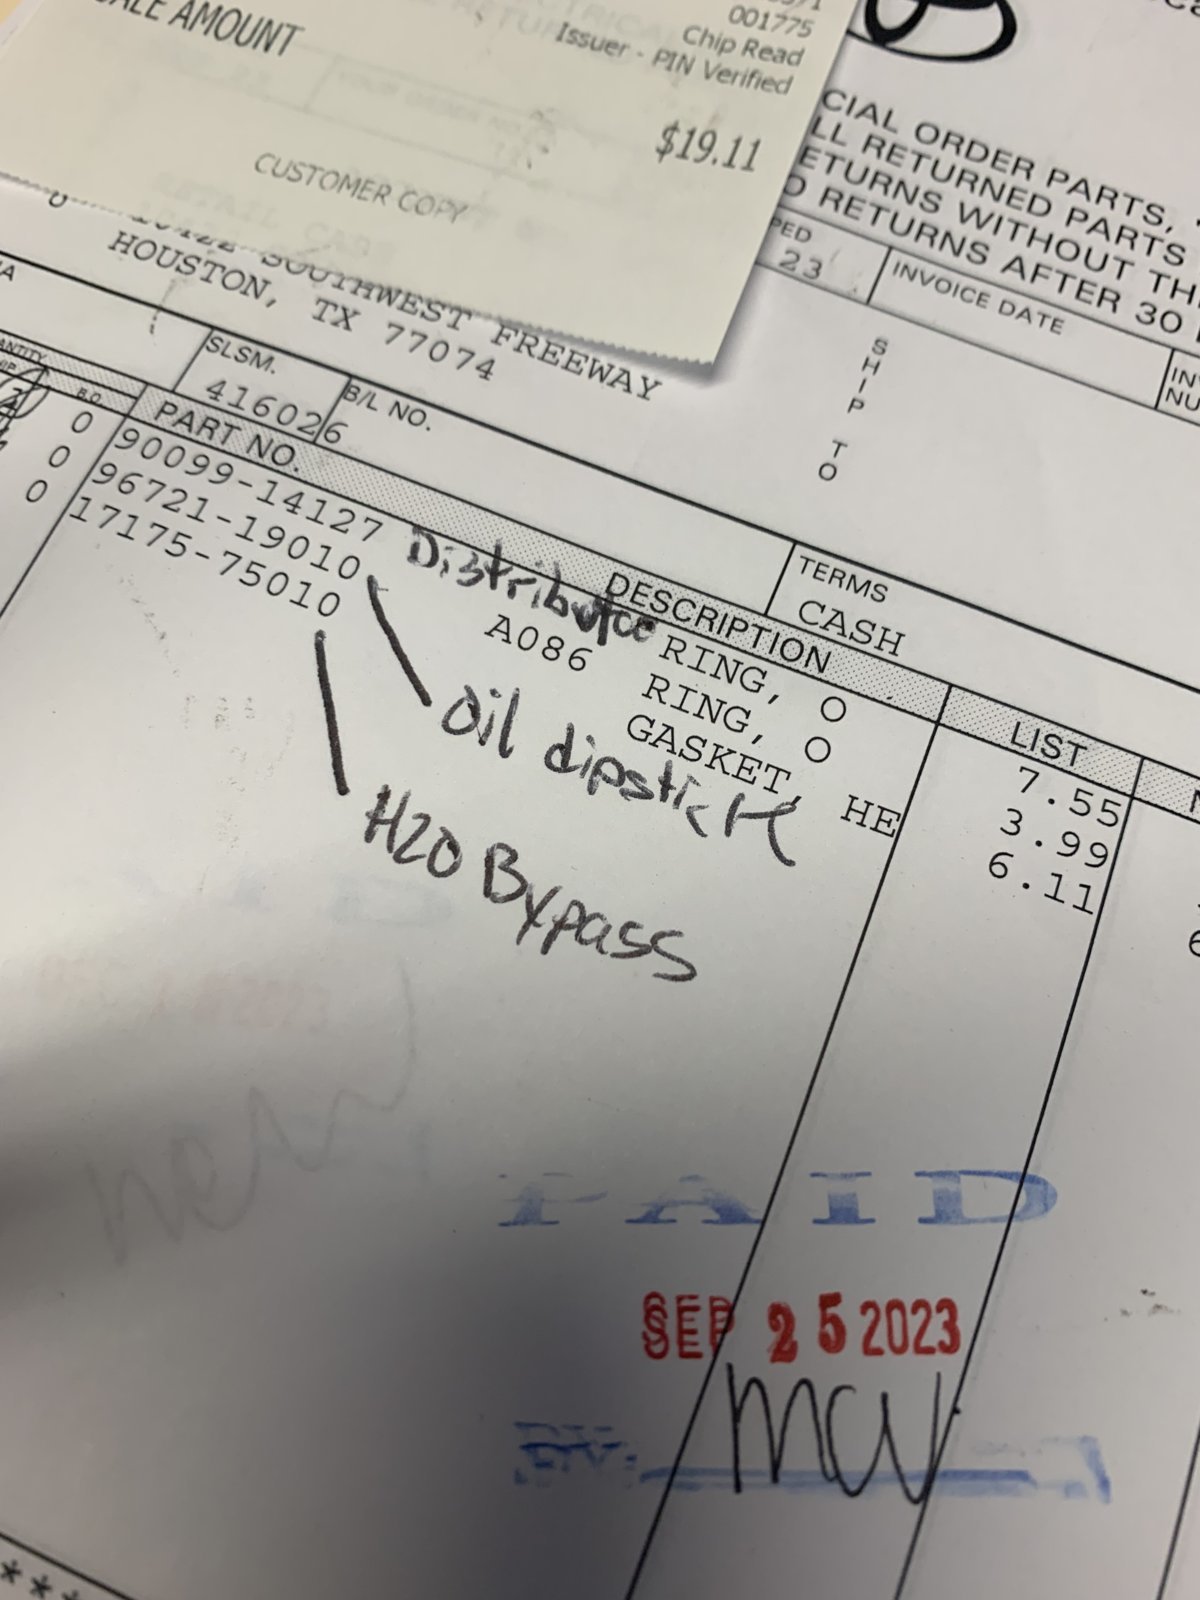 SALE AMOUNT
001775
Chip Read
Issuer - PIN Verified
$19.11
CUSTOMER COPY
CIAL ORDER PARTS,
LL RETURNED PARTS
ETURNS WITHOUT TH
O RETURNS AFTER 30
SOUTHWEST FREEWAY
HOUSTON, TX 77074
PED
23
INVOICE DATE
INV
NU
SHIP TO
SLSM.
416026
B/L NO.
TERMS
CASH
B.O.
PART NO.
DESCRIPTION
LIST
0 90099-14127 Distributor RING, O 7.55
0 96721-19010 A086 RING, O 3.99
0 17175-75010 GASKET, HE 6.11
Oil dipstick
H2O Bypass
PAID
SEP 25 2023
***